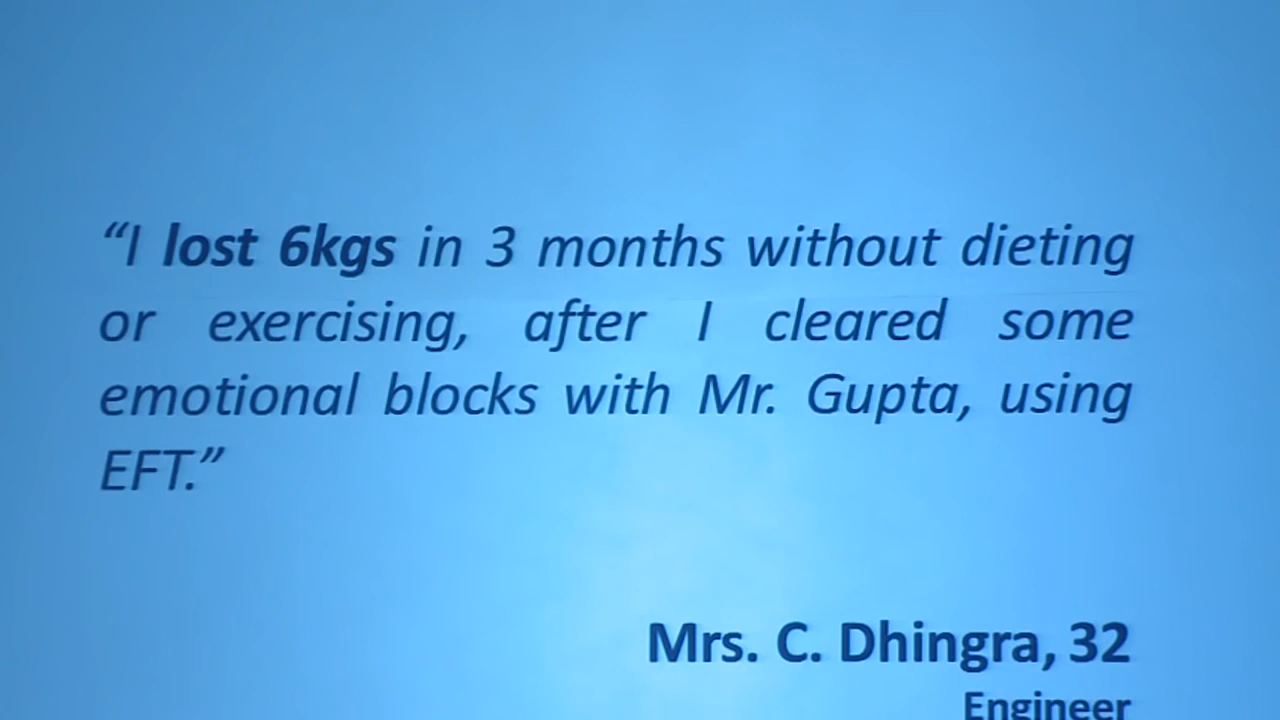 “I lost 6kgs in 3 months without dieting
or exercising, after I cleared some
emotional blocks with Mr. Gupta, using
EFT.”
Mrs. C. Dhingra, 32
Engineer